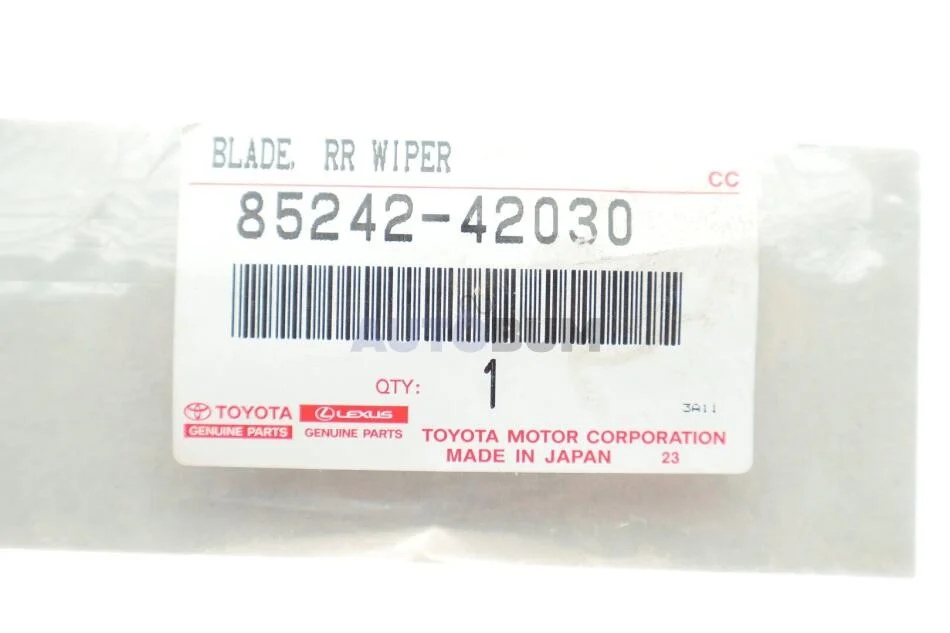 BLADE, RR WIPER
CC
85242-42030
AUTOBUM
QTY: 1
3A11
TOYOTA LEXUS
GENUINE PARTS GENUINE PARTS
TOYOTA MOTOR CORPORATION
MADE IN JAPAN 23